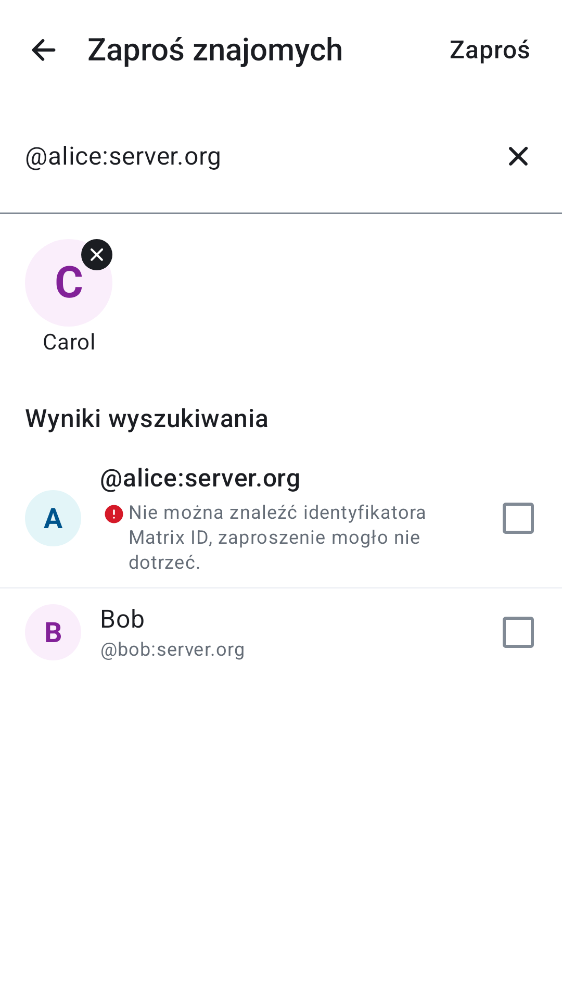 Zaproś znajomych
Zaproś
@alice:server.org
C
Carol
Wyniki wyszukiwania
A
@alice:server.org
Nie można znaleźć identyfikatora
Matrix ID, zaproszenie mogło nie
dotrzeć.
B
Bob
@bob:server.org